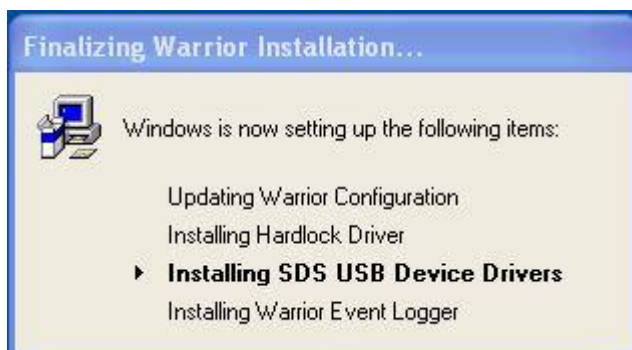 Finalizing Warrior Installation...
Windows is now setting up the following items:
Updating Warrior Configuration
Installing Hardlock Driver
Installing SDS USB Device Drivers
Installing Warrior Event Logger